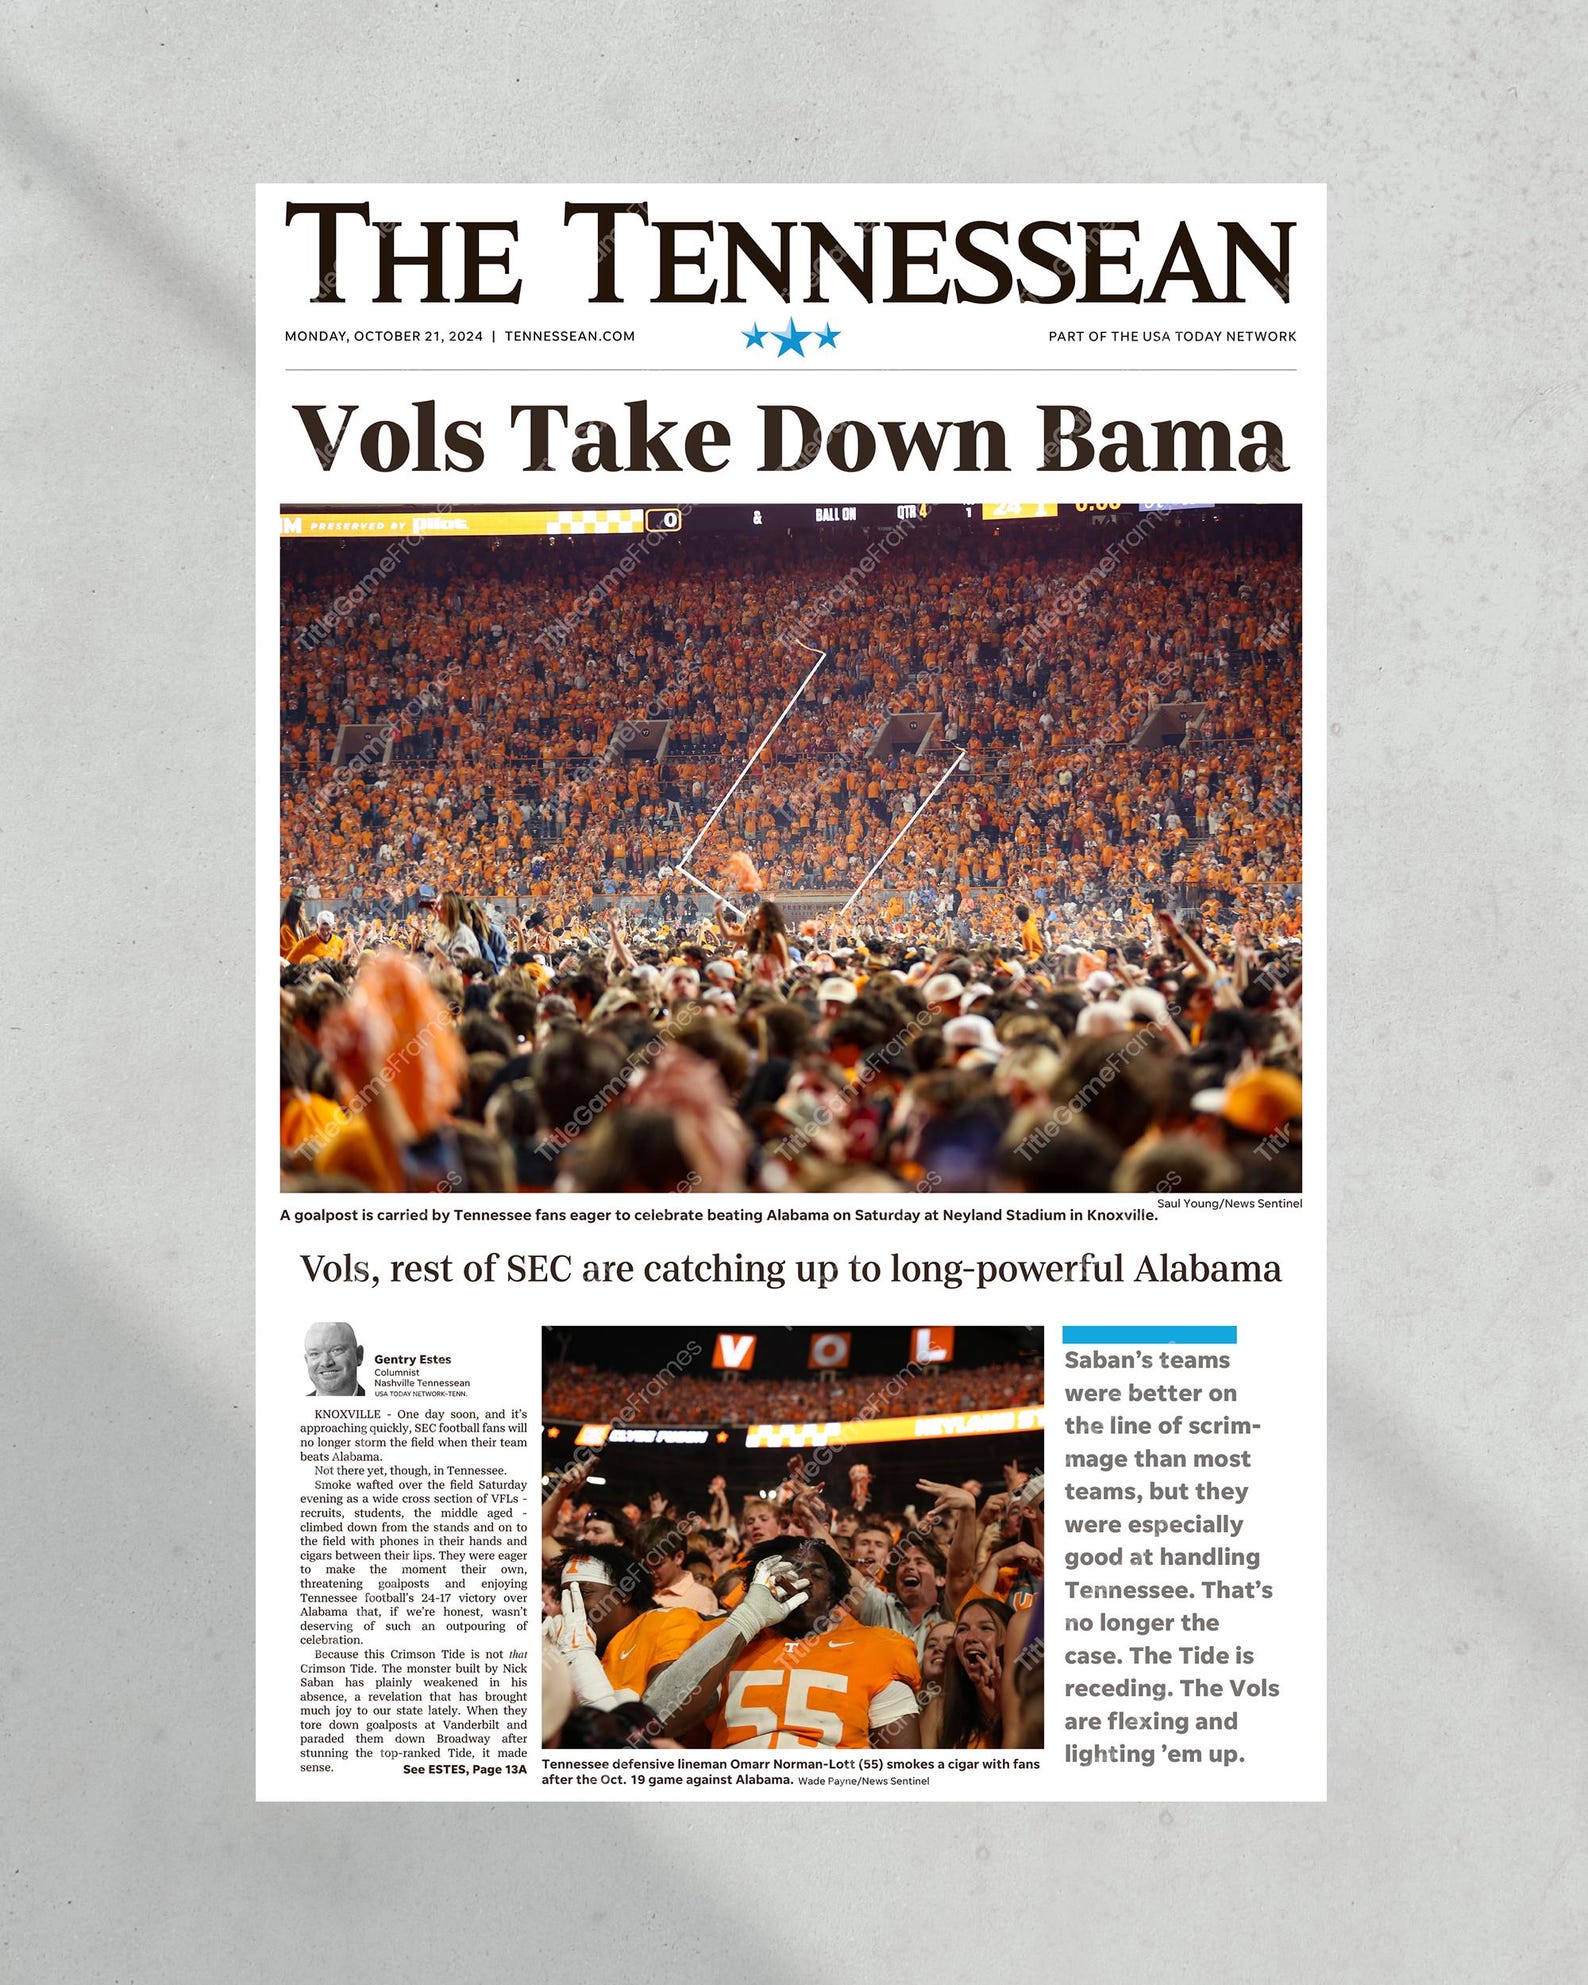 THE TENNESSEAN
MONDAY, OCTOBER 21, 2024 | TENNESSEAN.COM
PART OF THE USA TODAY NETWORK
Vols Take Down Bama
PRESERVED BY pilot
0 & BALL ON QTR 4 1 24 T 0:00
TitleGameFrames
A goalpost is carried by Tennessee fans eager to celebrate beating Alabama on Saturday at Neyland Stadium in Knoxville.
Saul Young/News Sentinel
Vols, rest of SEC are catching up to long-powerful Alabama
Gentry Estes
Columnist
Nashville Tennessean
USA TODAY NETWORK-TENN.
KNOXVILLE - One day soon, and it's
approaching quickly, SEC football fans will
no longer storm the field when their team
beats Alabama.
Not there yet, though, in Tennessee.
Smoke wafted over the field Saturday
evening as a wide cross section of VFLs -
recruits, students, the middle aged -
climbed down from the stands and on to
the field with phones in their hands and
cigars between their lips. They were eager
to make the moment their own,
threatening goalposts and enjoying
Tennessee football's 24-17 victory over
Alabama that, if we're honest, wasn't
deserving of such an outpouring of
celebration.
Because this Crimson Tide is not that
Crimson Tide. The monster built by Nick
Saban has plainly weakened in his
absence, a revelation that has brought
much joy to our state lately. When they
tore down goalposts at Vanderbilt and
paraded them down Broadway after
stunning the top-ranked Tide, it made
sense.
See ESTES, Page 13A
V O L
NEYLAND ST
T
T
55
Tennessee defensive lineman Omarr Norman-Lott (55) smokes a cigar with fans
after the Oct. 19 game against Alabama. Wade Payne/News Sentinel
Saban's teams
were better on
the line of scrim-
mage than most
teams, but they
were especially
good at handling
Tennessee. That's
no longer the
case. The Tide is
receding. The Vols
are flexing and
lighting 'em up.